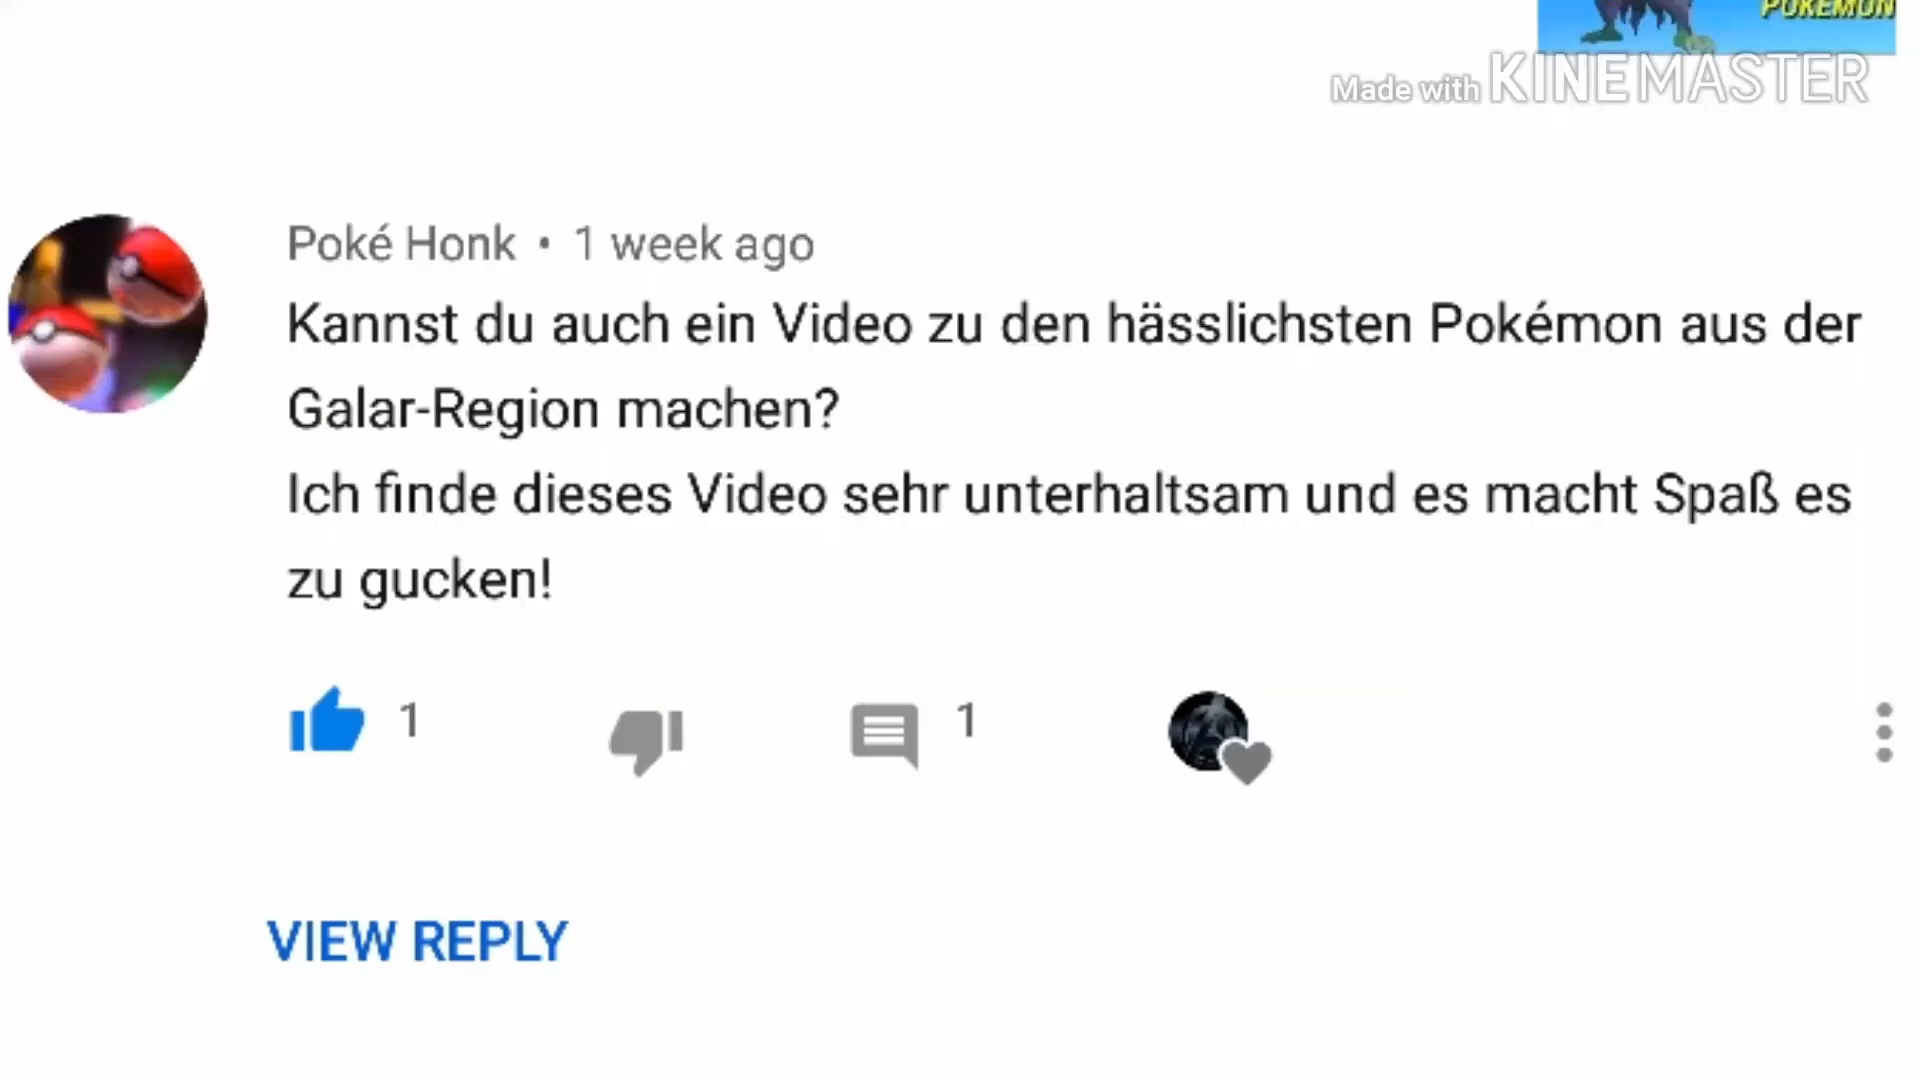 POKEMON
Made with KINEMASTER
Poké Honk • 1 week ago
Kannst du auch ein Video zu den hässlichsten Pokémon aus der
Galar-Region machen?
Ich finde dieses Video sehr unterhaltsam und es macht Spaß es
zu gucken!
1 1
VIEW REPLY